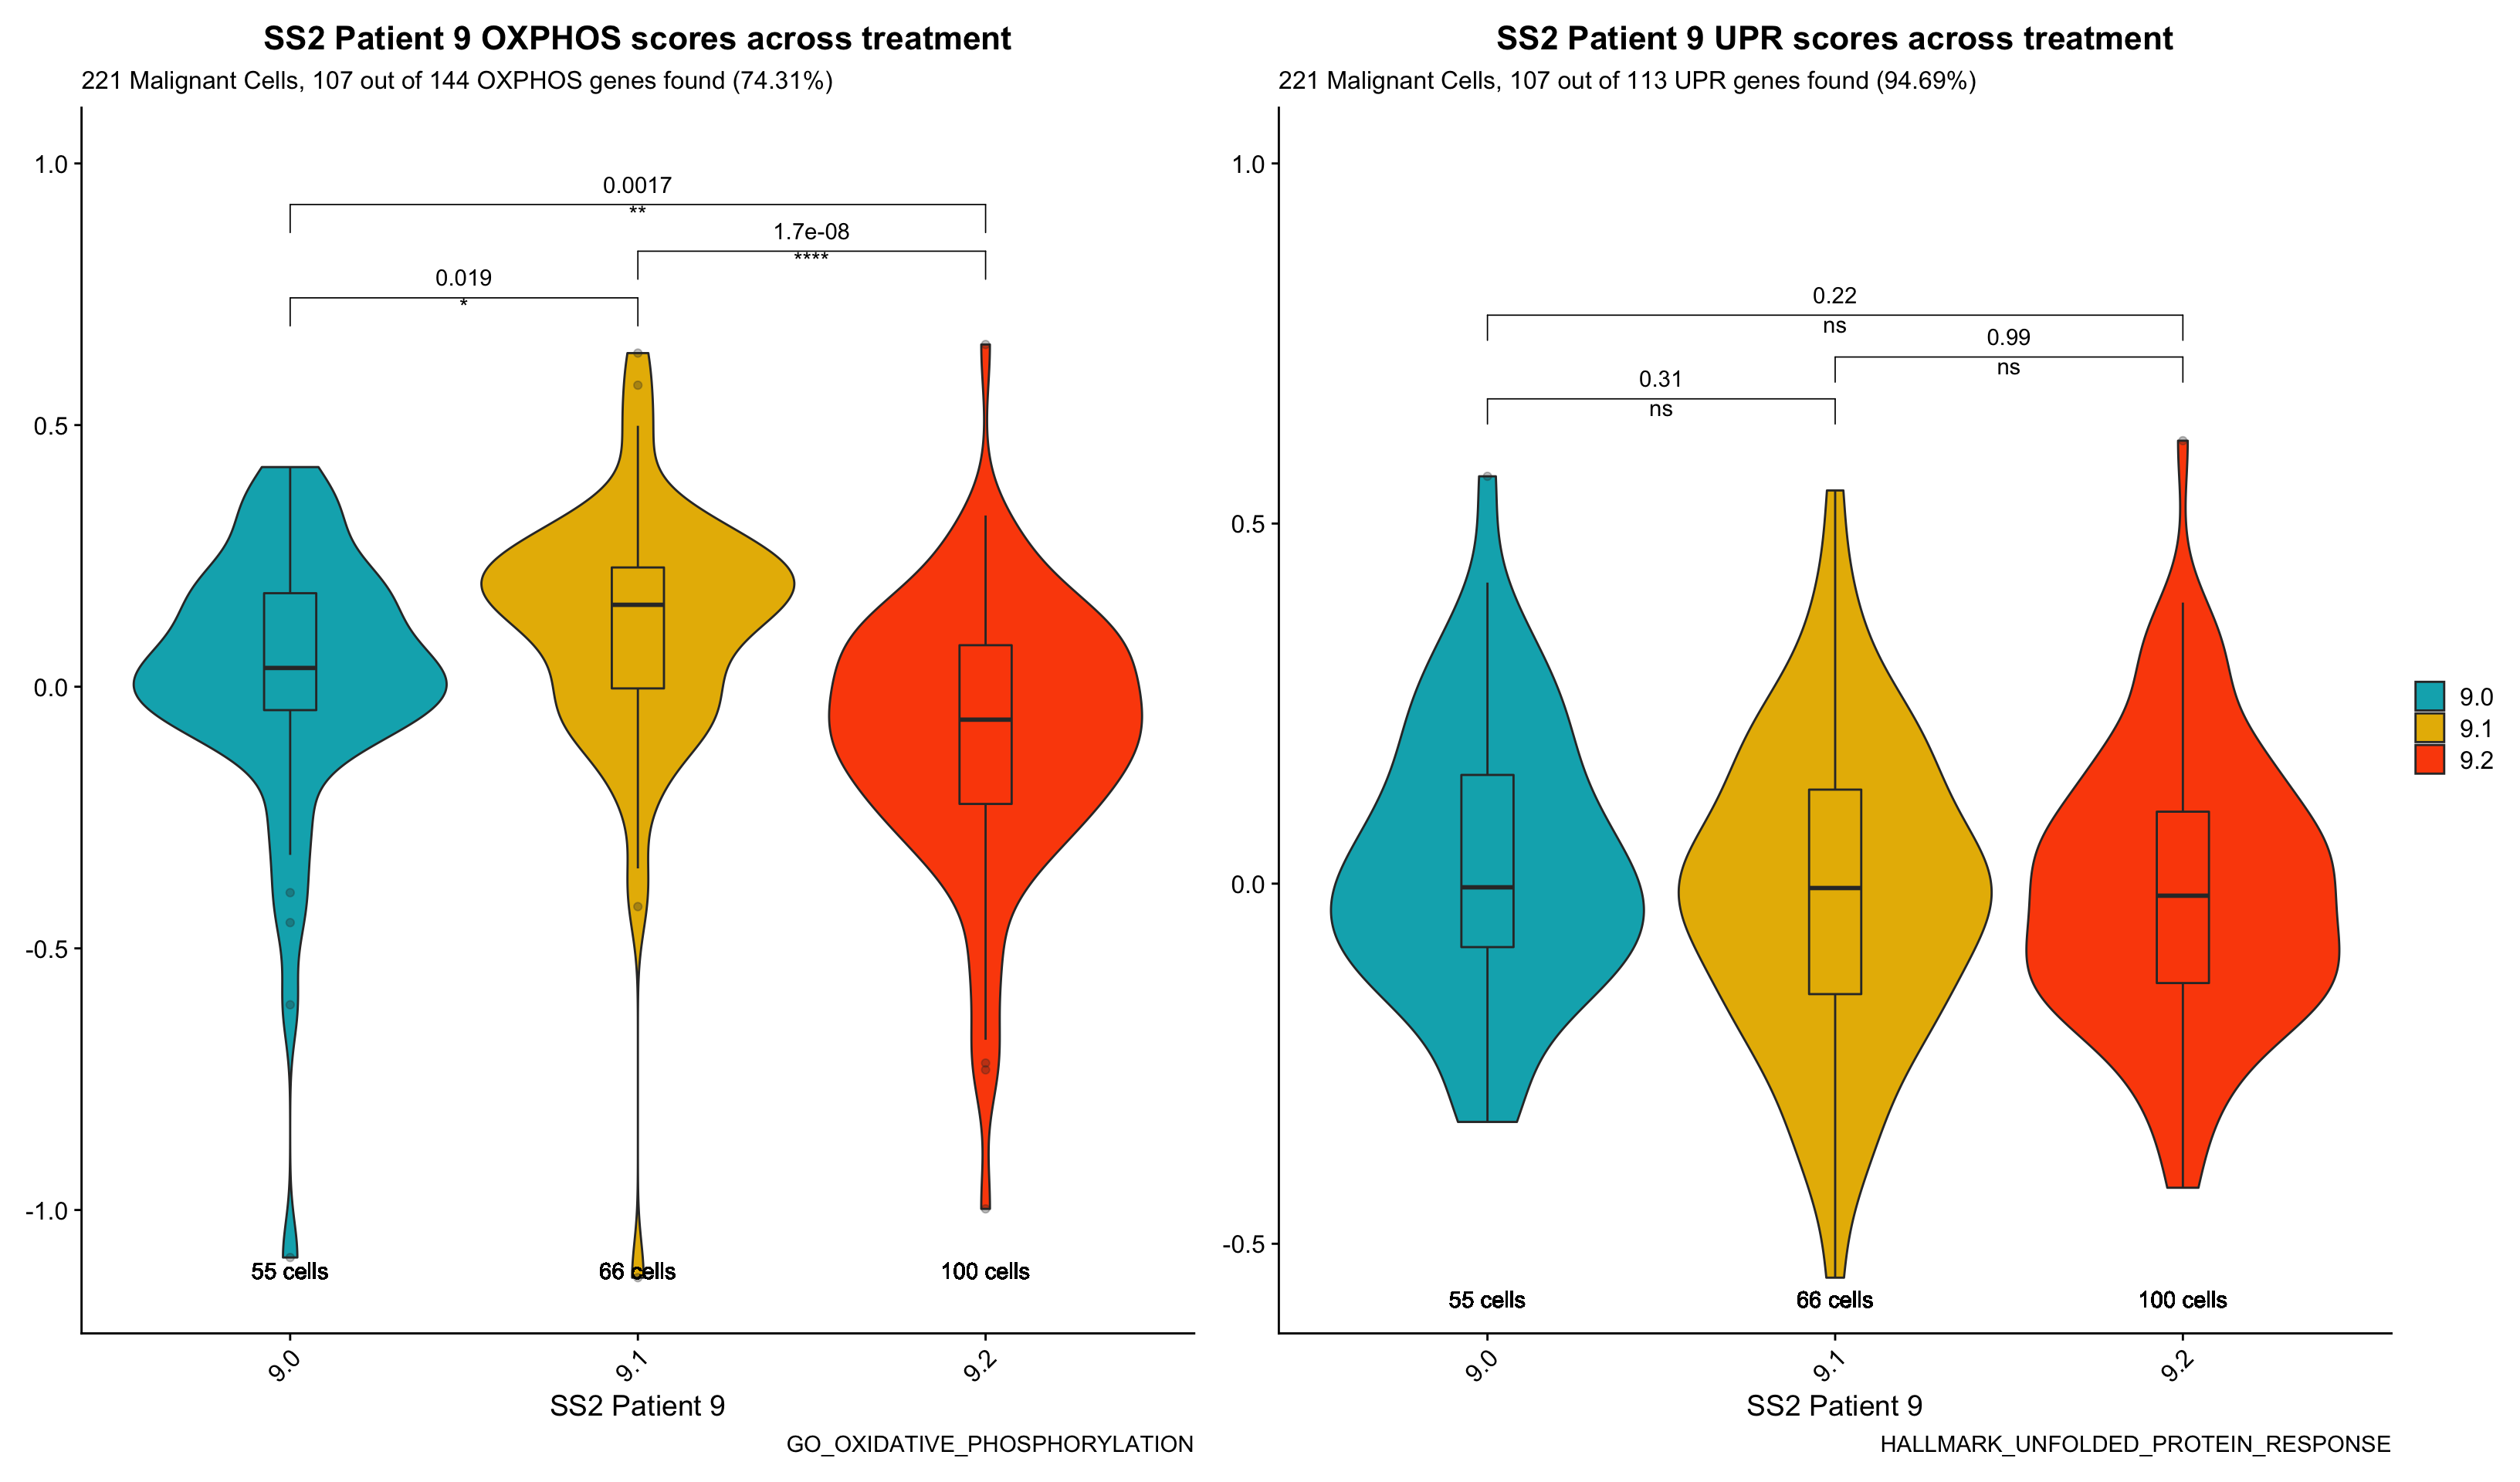 SS2 Patient 9 OXPHOS scores across treatment
221 Malignant Cells, 107 out of 144 OXPHOS genes found (74.31%)
1.0
0.5
0.0
-0.5
-1.0
0.0017
**
1.7e-08
****
0.019
*
55 cells
66 cells
100 cells
9.0
9.1
9.2
SS2 Patient 9
GO_OXIDATIVE_PHOSPHORYLATION
SS2 Patient 9 UPR scores across treatment
221 Malignant Cells, 107 out of 113 UPR genes found (94.69%)
1.0
0.5
0.0
-0.5
0.22
ns
0.99
ns
0.31
ns
55 cells
66 cells
100 cells
9.0
9.1
9.2
SS2 Patient 9
HALLMARK_UNFOLDED_PROTEIN_RESPONSE
9.0
9.1
9.2